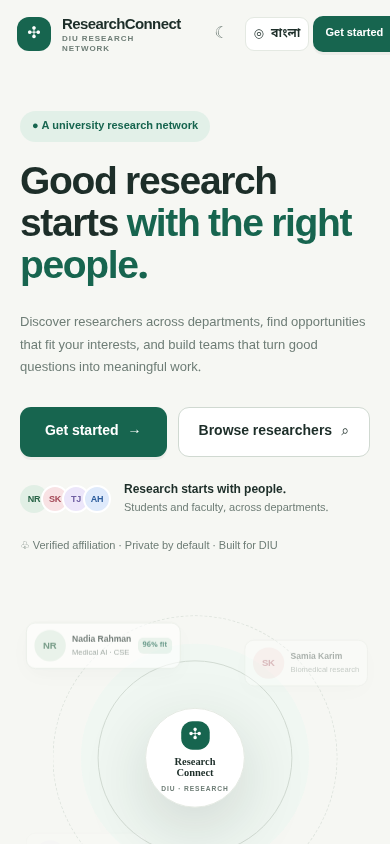 ResearchConnect
DIU RESEARCH
NETWORK
বাংলা
Get started
A university research network
Good research
starts with the right
people.
Discover researchers across departments, find opportunities
that fit your interests, and build teams that turn good
questions into meaningful work.
Get started →
Browse researchers
NR SK TJ AH
Research starts with people.
Students and faculty, across departments.
Verified affiliation · Private by default · Built for DIU
NR
Nadia Rahman
Medical AI · CSE
96% fit
SK
Samia Karim
Biomedical research
Research
Connect
DIU · RESEARCH